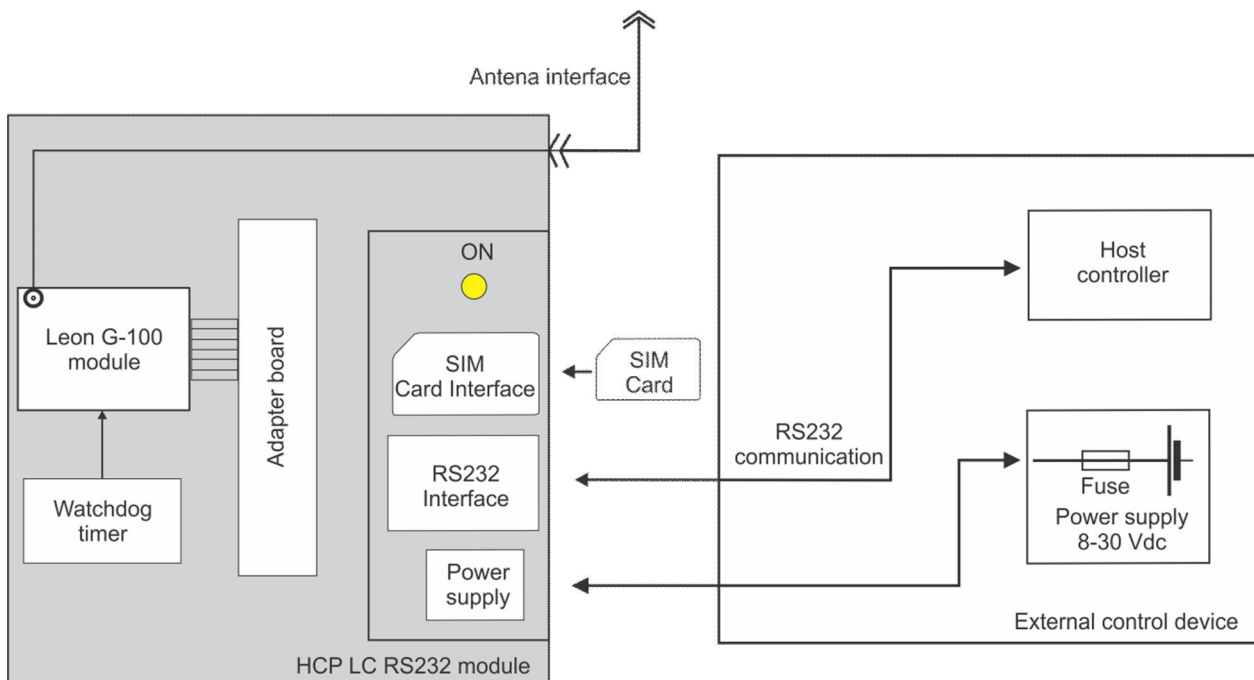 Antena interface
ON
Leon G-100
module
Adapter board
SIM
Card Interface
SIM
Card
Host
controller
RS232
communication
RS232
Interface
Watchdog
timer
Fuse
Power supply
8-30 Vdc
Power
supply
External control device
HCP LC RS232 module